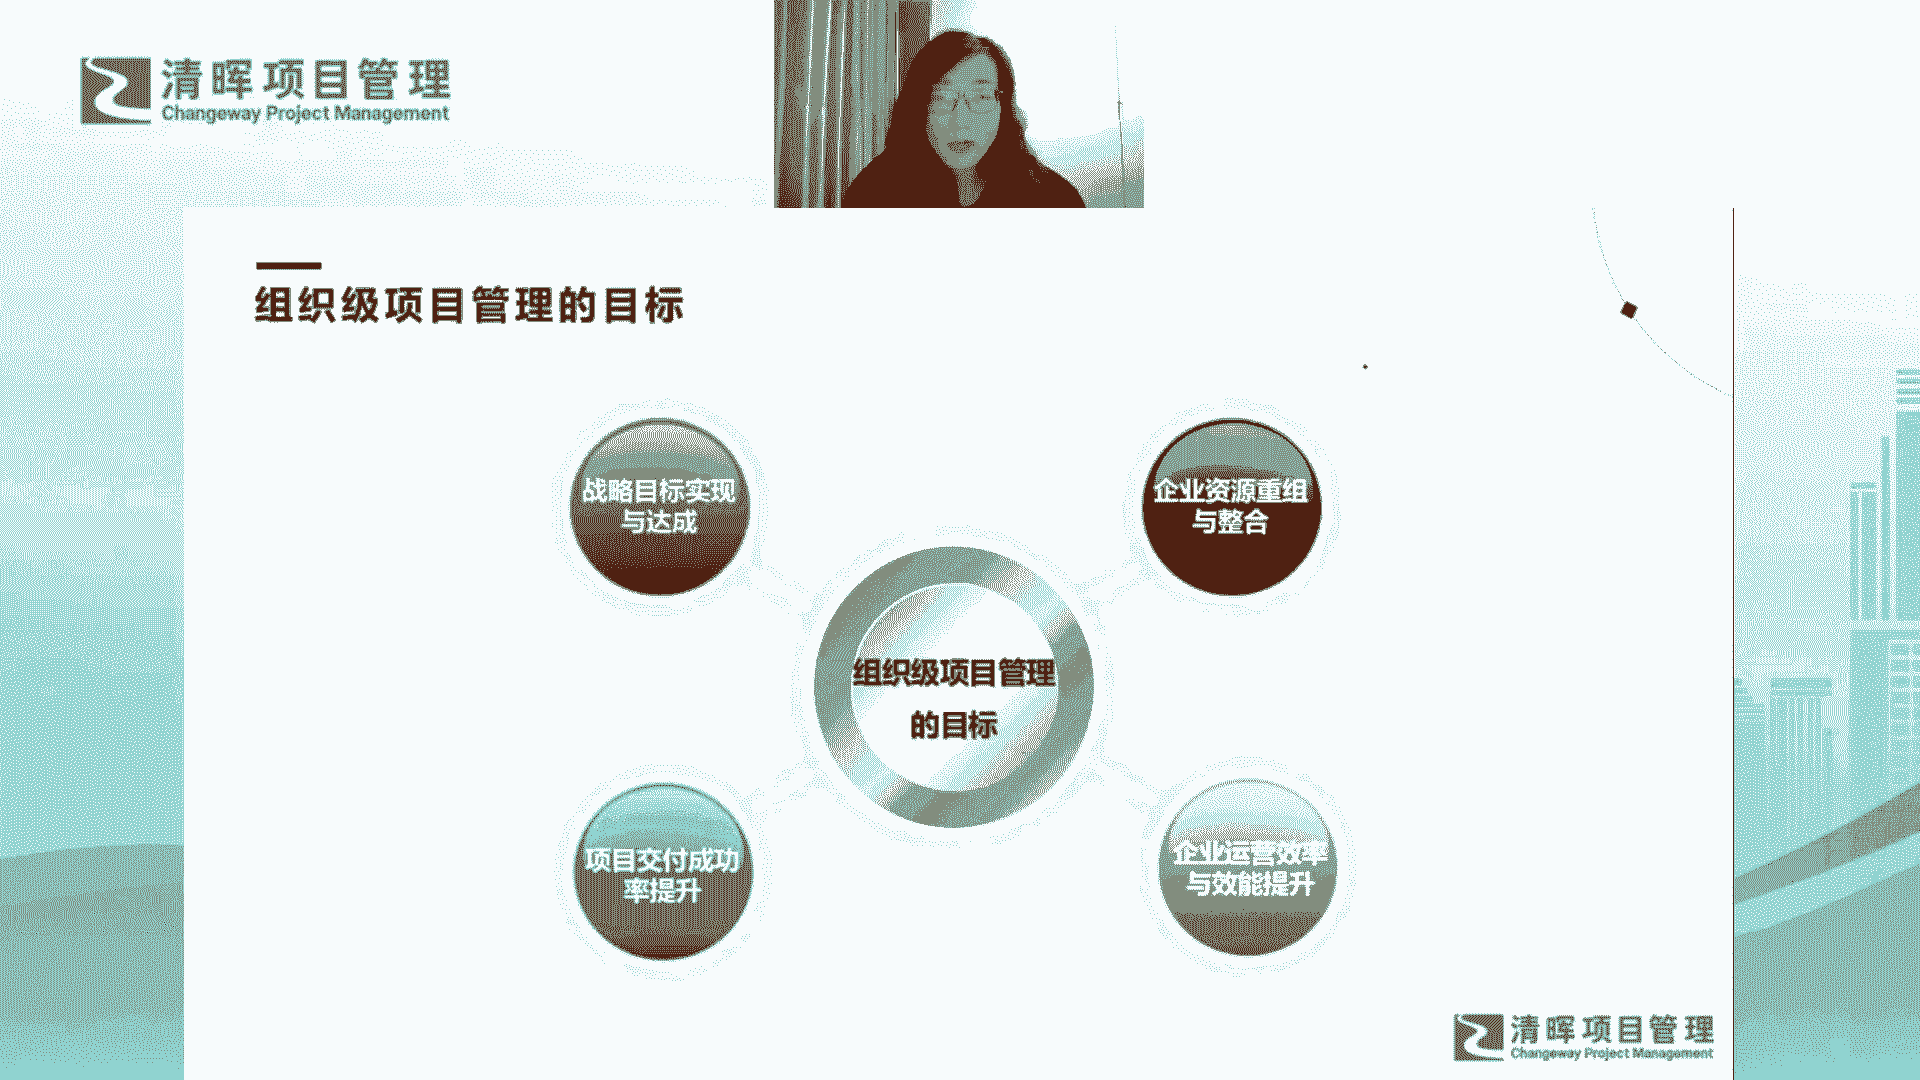 清晖项目管理
Changeway Project Management
组织级项目管理的目标
战略目标实现
与达成
企业资源重组
与整合
组织级项目管理
的目标
项目交付成功
率提升
企业运营效率
与效能提升
清晖项目管理
Changeway Project Management